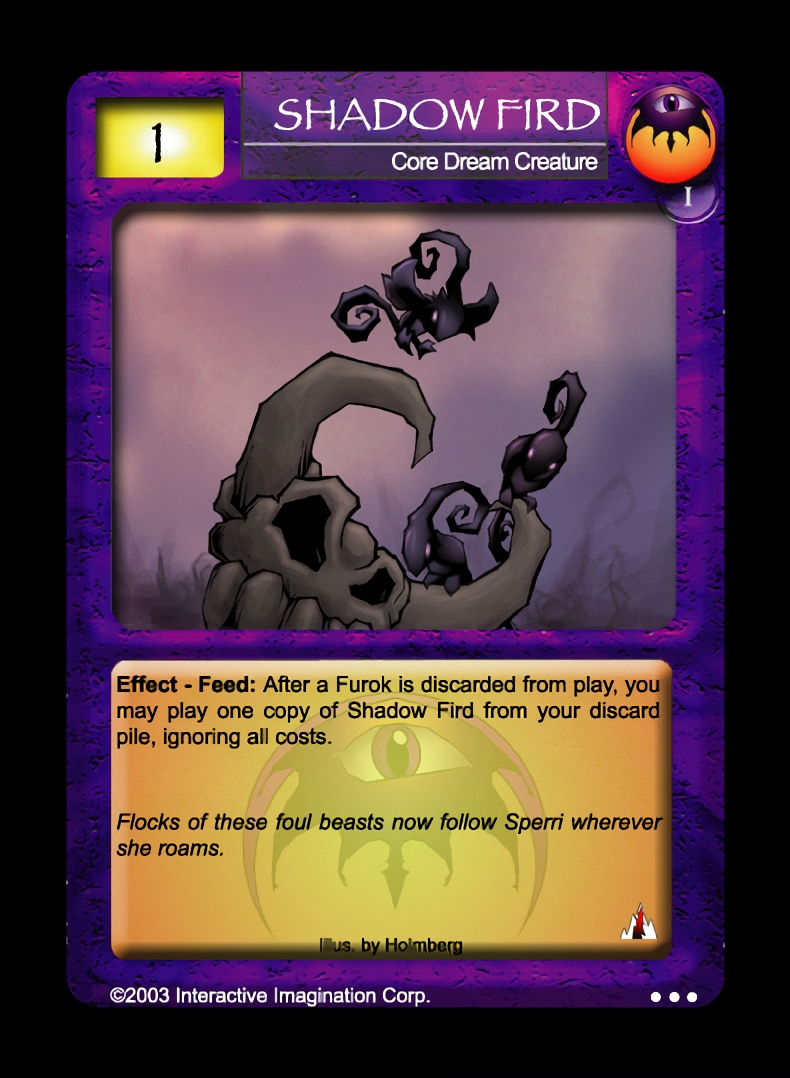 1
SHADOW FIRD
Core Dream Creature
I
Effect - Feed: After a Furok is discarded from play, you
may play one copy of Shadow Fird from your discard
pile, ignoring all costs.
Flocks of these foul beasts now follow Sperri wherever
she roams.
Illus. by Holmberg
©2003 Interactive Imagination Corp.